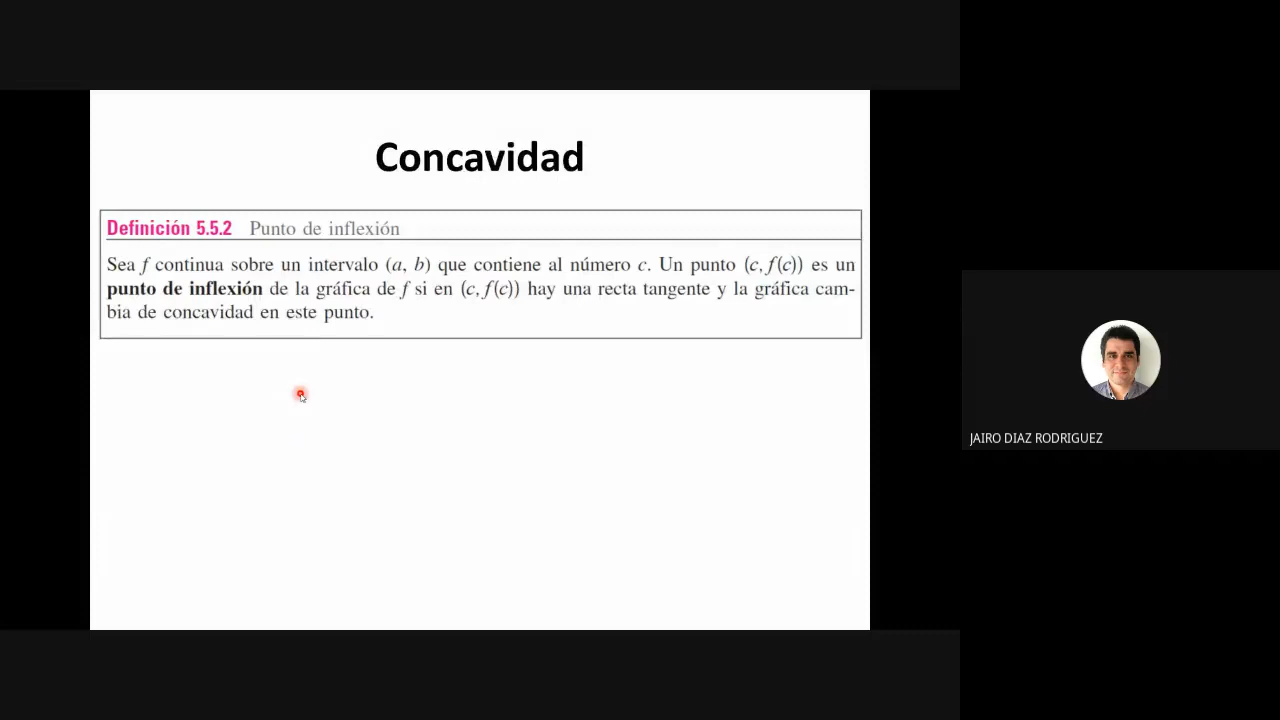 Concavidad
Definición 5.5.2 Punto de inflexión
Sea f continua sobre un intervalo (a, b) que contiene al número c. Un punto (c, f(c)) es un
punto de inflexión de la gráfica de f si en (c, f(c)) hay una recta tangente y la gráfica cam-
bia de concavidad en este punto.
JAIRO DIAZ RODRIGUEZ